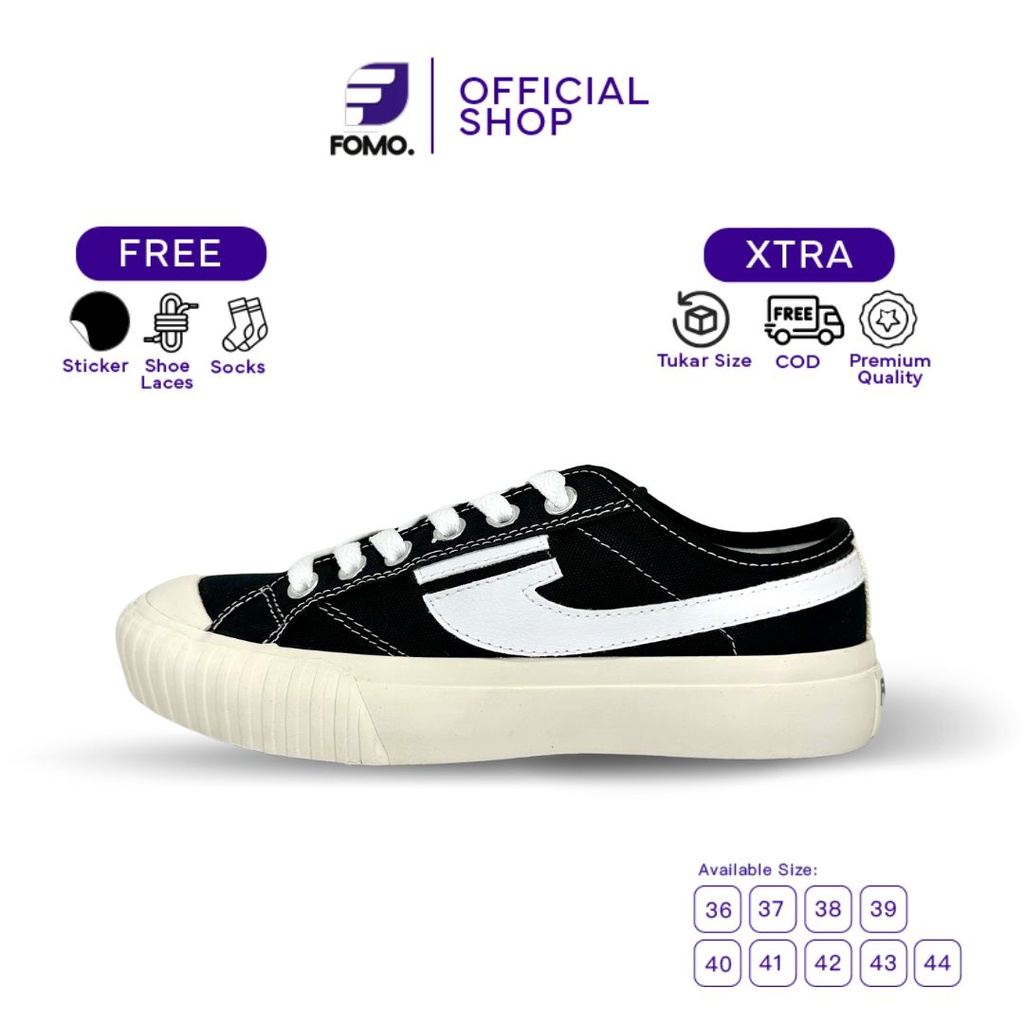 FOMO.
OFFICIAL
SHOP
FREE
Sticker
Shoe
Laces
Socks
XTRA
FREE
Tukar Size
COD
Premium
Quality
Available Size:
36 37 38 39
40 41 42 43 44